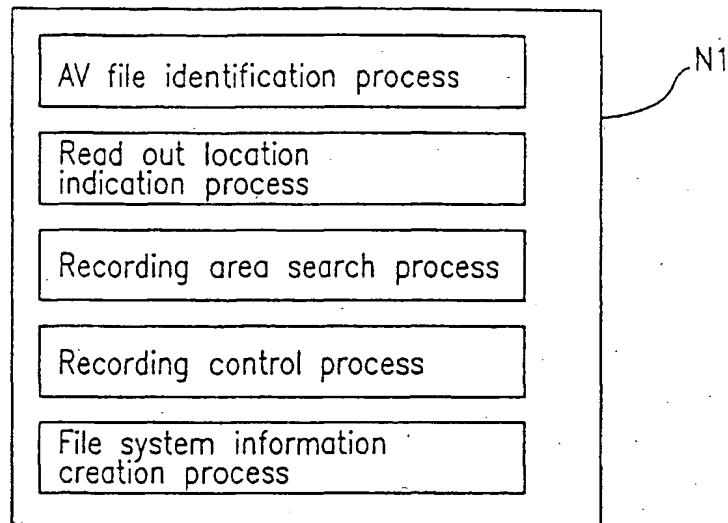 AV file identification process
N1
Read out location
indication process
Recording area search process
Recording control process
File system information
creation process